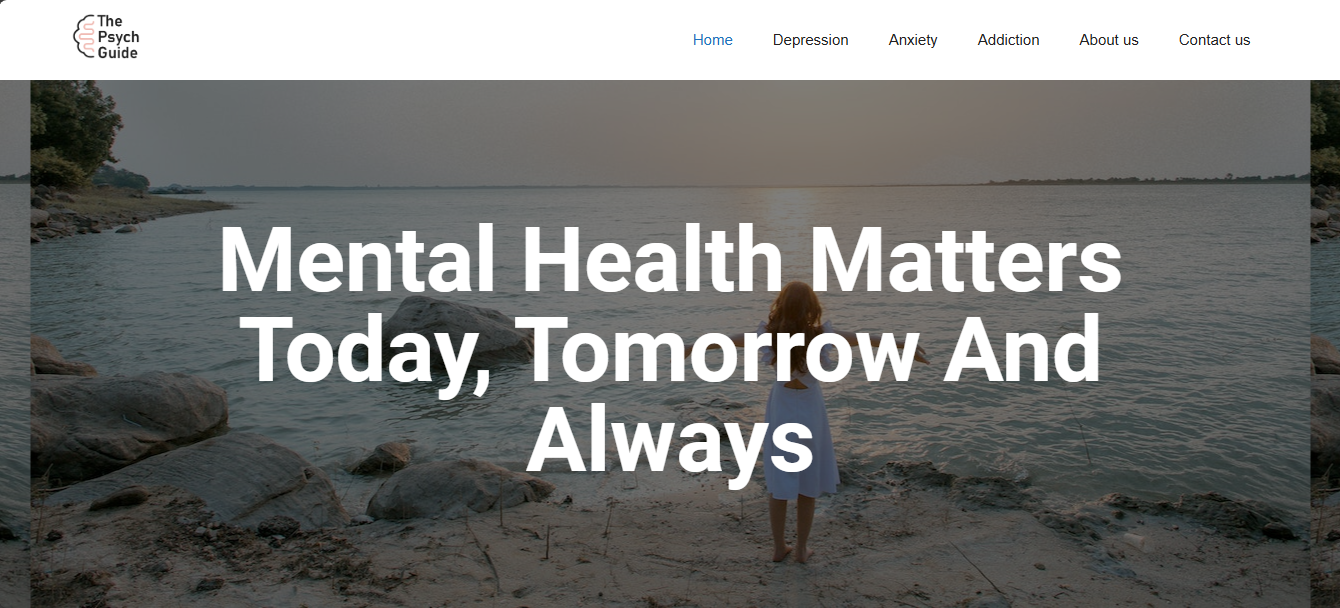 The
Psych
Guide
Home
Depression
Anxiety
Addiction
About us
Contact us
Mental Health Matters
Today, Tomorrow And
Always